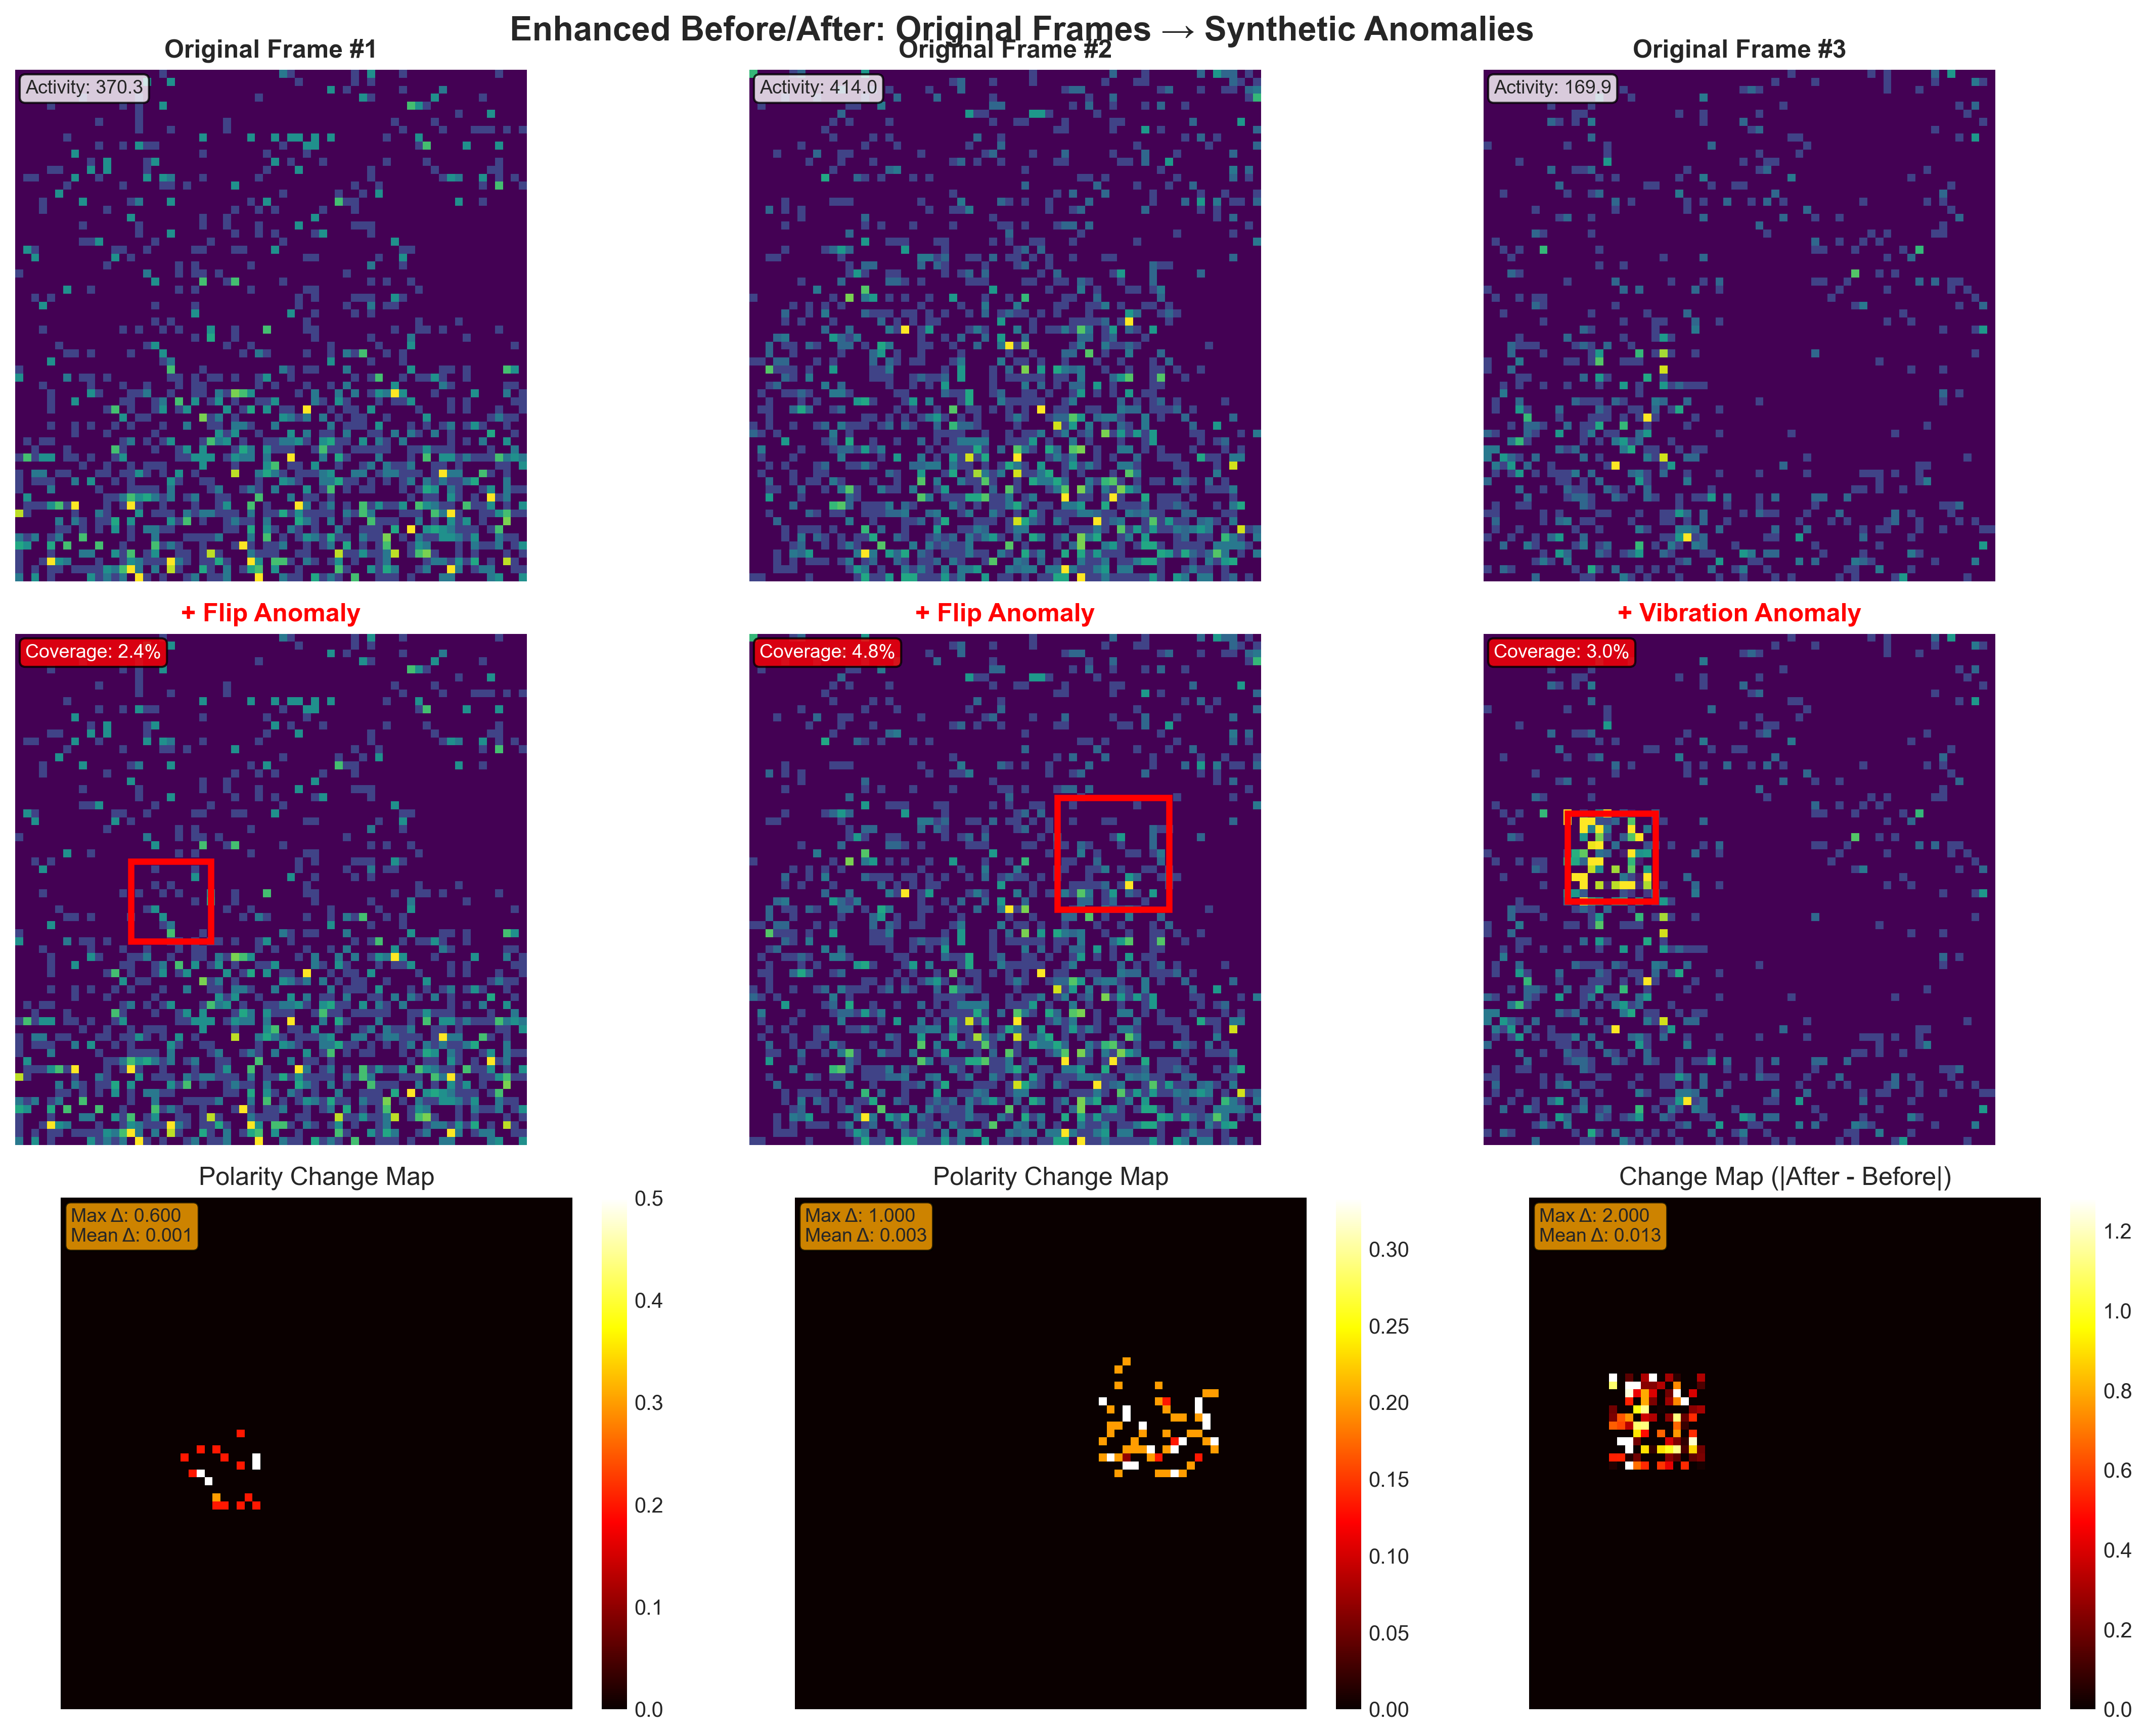 Enhanced Before/After: Original Frames → Synthetic Anomalies
Original Frame #1
Original Frame #2
Original Frame #3
Activity: 370.3
Activity: 414.0
Activity: 169.9
+ Flip Anomaly
+ Flip Anomaly
+ Vibration Anomaly
Coverage: 2.4%
Coverage: 4.8%
Coverage: 3.0%
Polarity Change Map
Polarity Change Map
Change Map (|After - Before|)
Max Δ: 0.600
Mean Δ: 0.001
0.5
0.4
0.3
0.2
0.1
0.0
Max Δ: 1.000
Mean Δ: 0.003
0.30
0.25
0.20
0.15
0.10
0.05
0.00
Max Δ: 2.000
Mean Δ: 0.013
1.2
1.0
0.8
0.6
0.4
0.2
0.0